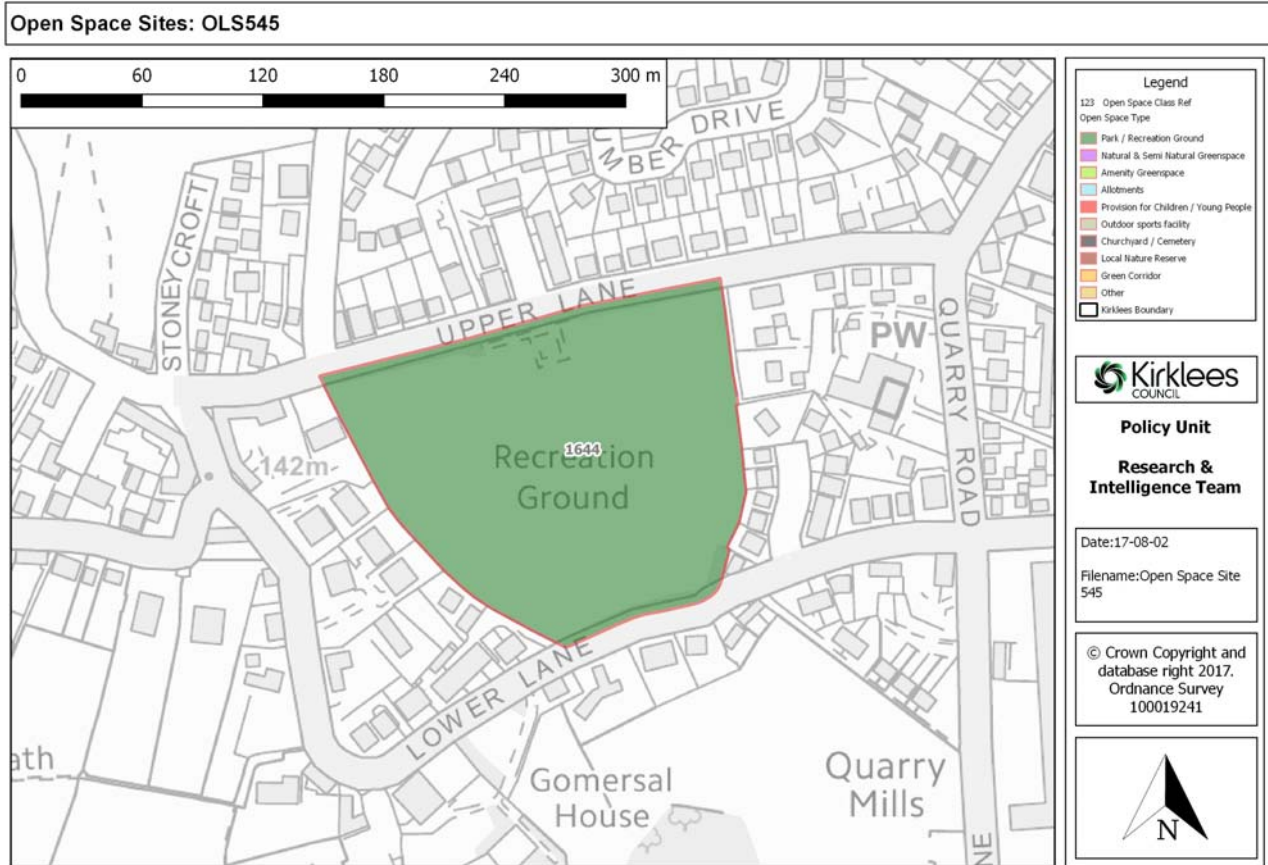 Open Space Sites: OLS545
0 60 120 180 240 300 m
UMBER DRIVE
STONEYCROFT
UPPER LANE
QUARRY ROAD
PW
142m
1644
Recreation
Ground
LOWER LANE
Gomersal
House
Quarry
Mills
ath
NE
Legend
123 Open Space Class Ref
Open Space Type
Park / Recreation Ground
Natural & Semi Natural Greenspace
Amenity Greenspace
Allotments
Provision for Children / Young People
Outdoor sports facility
Churchyard / Cemetery
Local Nature Reserve
Green Corridor
Other
Kirklees Boundary
Kirklees
COUNCIL
Policy Unit
Research &
Intelligence Team
Date:17-08-02
Filename:Open Space Site
545
© Crown Copyright and
database right 2017.
Ordnance Survey
100019241
N